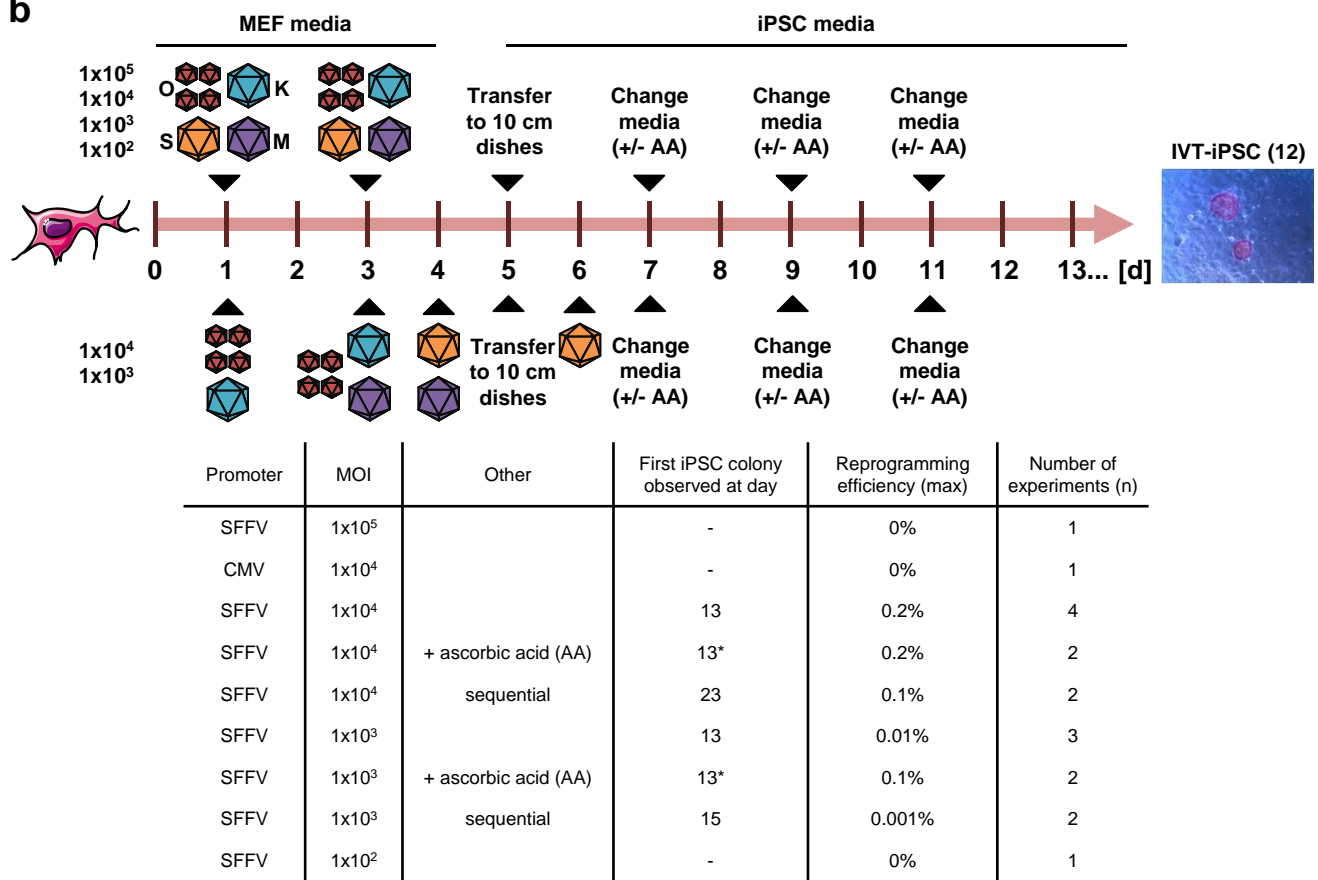 b
MEF media
iPSC media
1x10⁵
1x10⁴
1x10³
1x10²
O
K
S
M
Transfer
to 10 cm
dishes
Change
media
(+/- AA)
Change
media
(+/- AA)
Change
media
(+/- AA)
IVT-iPSC (12)
0 1 2 3 4 5 6 7 8 9 10 11 12 13... [d]
1x10⁴
1x10³
Transfer
to 10 cm
dishes
Change
media
(+/- AA)
Change
media
(+/- AA)
Change
media
(+/- AA)
Promoter MOI Other First iPSC colony observed at day Reprogramming efficiency (max) Number of experiments (n)
SFFV 1x10⁵ - 0% 1
CMV 1x10⁴ - 0% 1
SFFV 1x10⁴ 13 0.2% 4
SFFV 1x10⁴ + ascorbic acid (AA) 13* 0.2% 2
SFFV 1x10⁴ sequential 23 0.1% 2
SFFV 1x10³ 13 0.01% 3
SFFV 1x10³ + ascorbic acid (AA) 13* 0.1% 2
SFFV 1x10³ sequential 15 0.001% 2
SFFV 1x10² - 0% 1